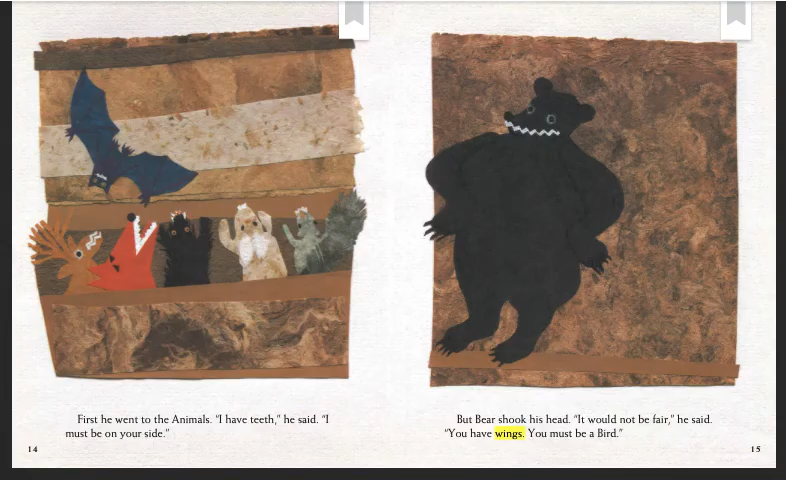 First he went to the Animals. “I have teeth,” he said. “I
must be on your side.”
14
But Bear shook his head. “It would not be fair,” he said.
“You have wings. You must be a Bird.”
15